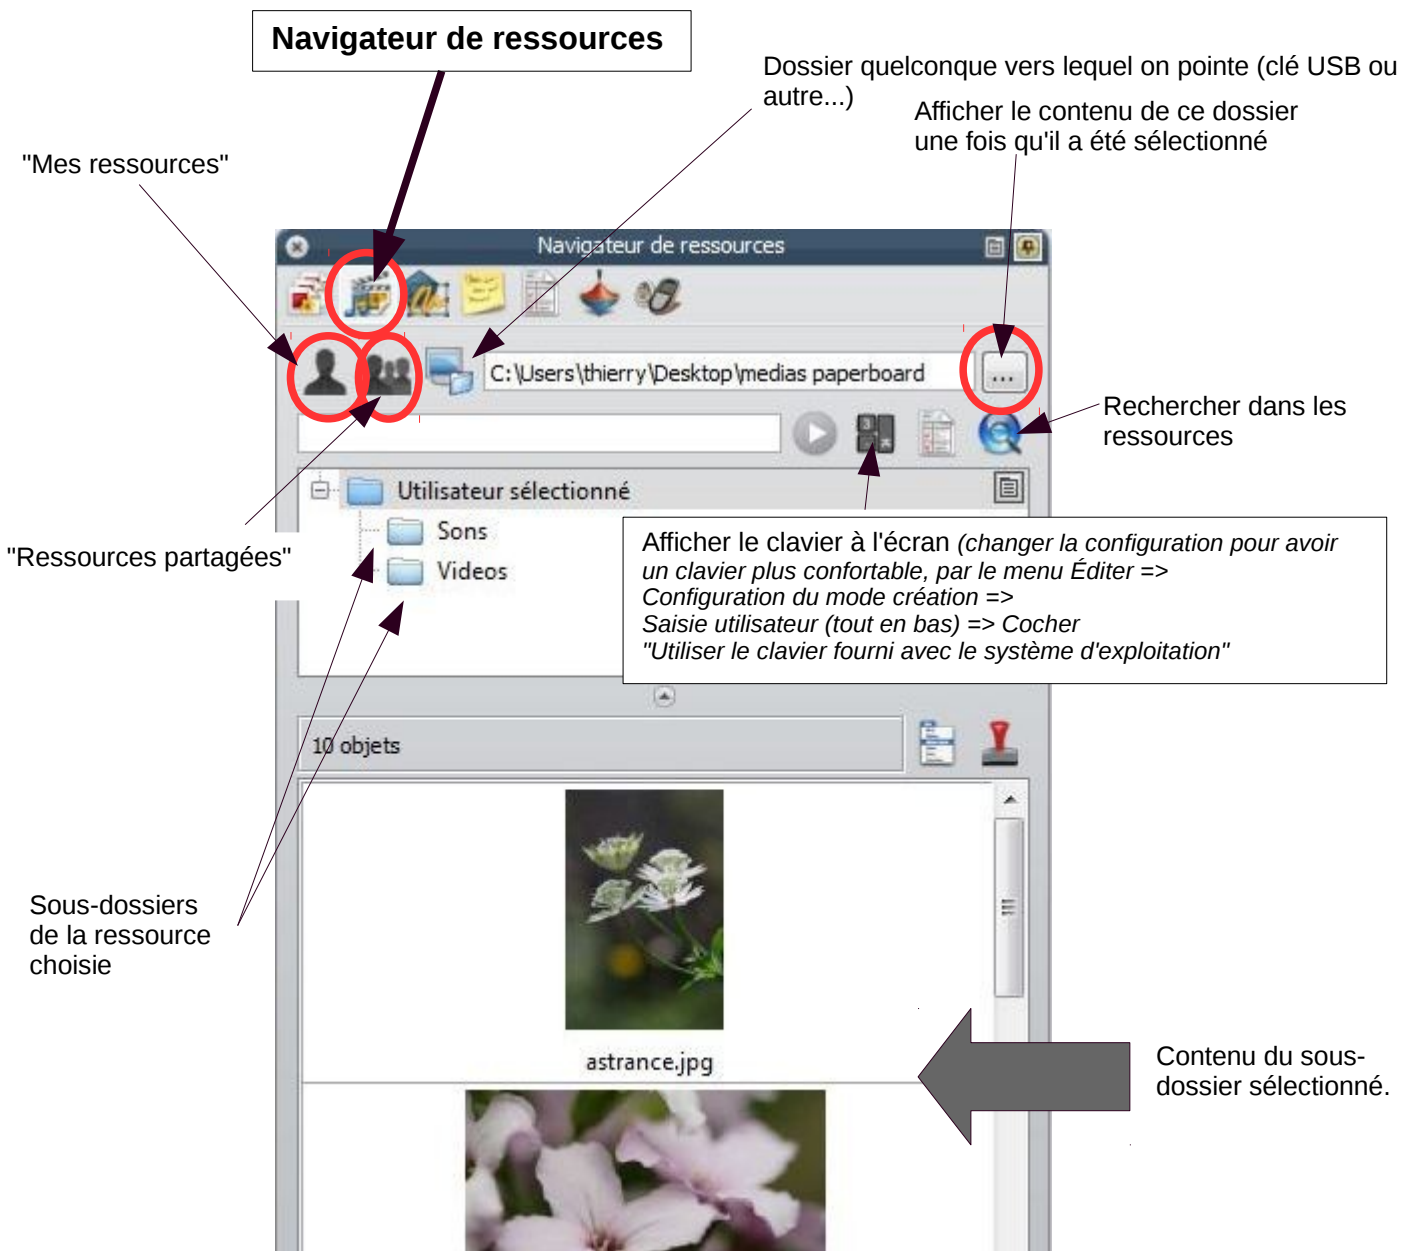 Navigateur de ressources
Dossier quelconque vers lequel on pointe (clé USB ou
autre...)
Afficher le contenu de ce dossier
une fois qu'il a été sélectionné
"Mes ressources"
Navigateur de ressources
C:\Users\thierry\Desktop\medias paperboard
...
Rechercher dans les
ressources
Utilisateur sélectionné
Sons
Videos
"Ressources partagées"
Afficher le clavier à l'écran (changer la configuration pour avoir
un clavier plus confortable, par le menu Éditer =>
Configuration du mode création =>
Saisie utilisateur (tout en bas) => Cocher
"Utiliser le clavier fourni avec le système d'exploitation"
10 objets
Sous-dossiers
de la ressource
choisie
astrance.jpg
Contenu du sous-
dossier sélectionné.